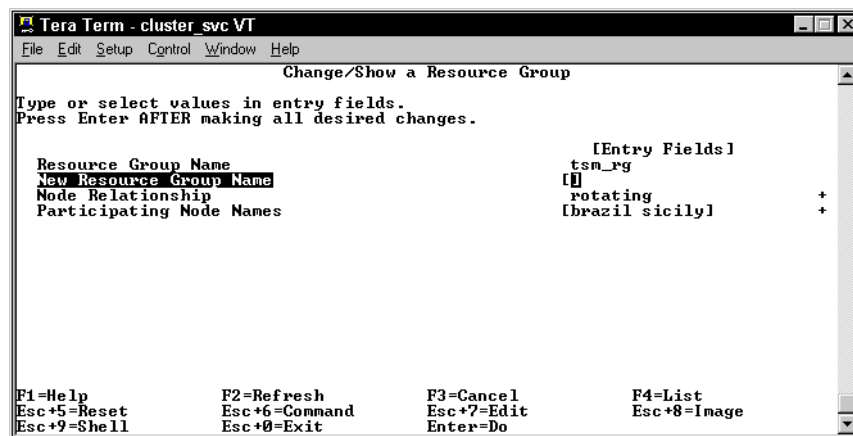 Tera Term - cluster_svc VT
File Edit Setup Control Window Help
Change/Show a Resource Group
Type or select values in entry fields.
Press Enter AFTER making all desired changes.
[Entry Fields]
Resource Group Name tsm_rg
New Resource Group Name []
Node Relationship rotating +
Participating Node Names [brazil sicily] +
F1=Help F2=Refresh F3=Cancel F4=List
Esc+5=Reset Esc+6=Command Esc+7=Edit Esc+8=Image
Esc+9=Shell Esc+0=Exit Enter=Do